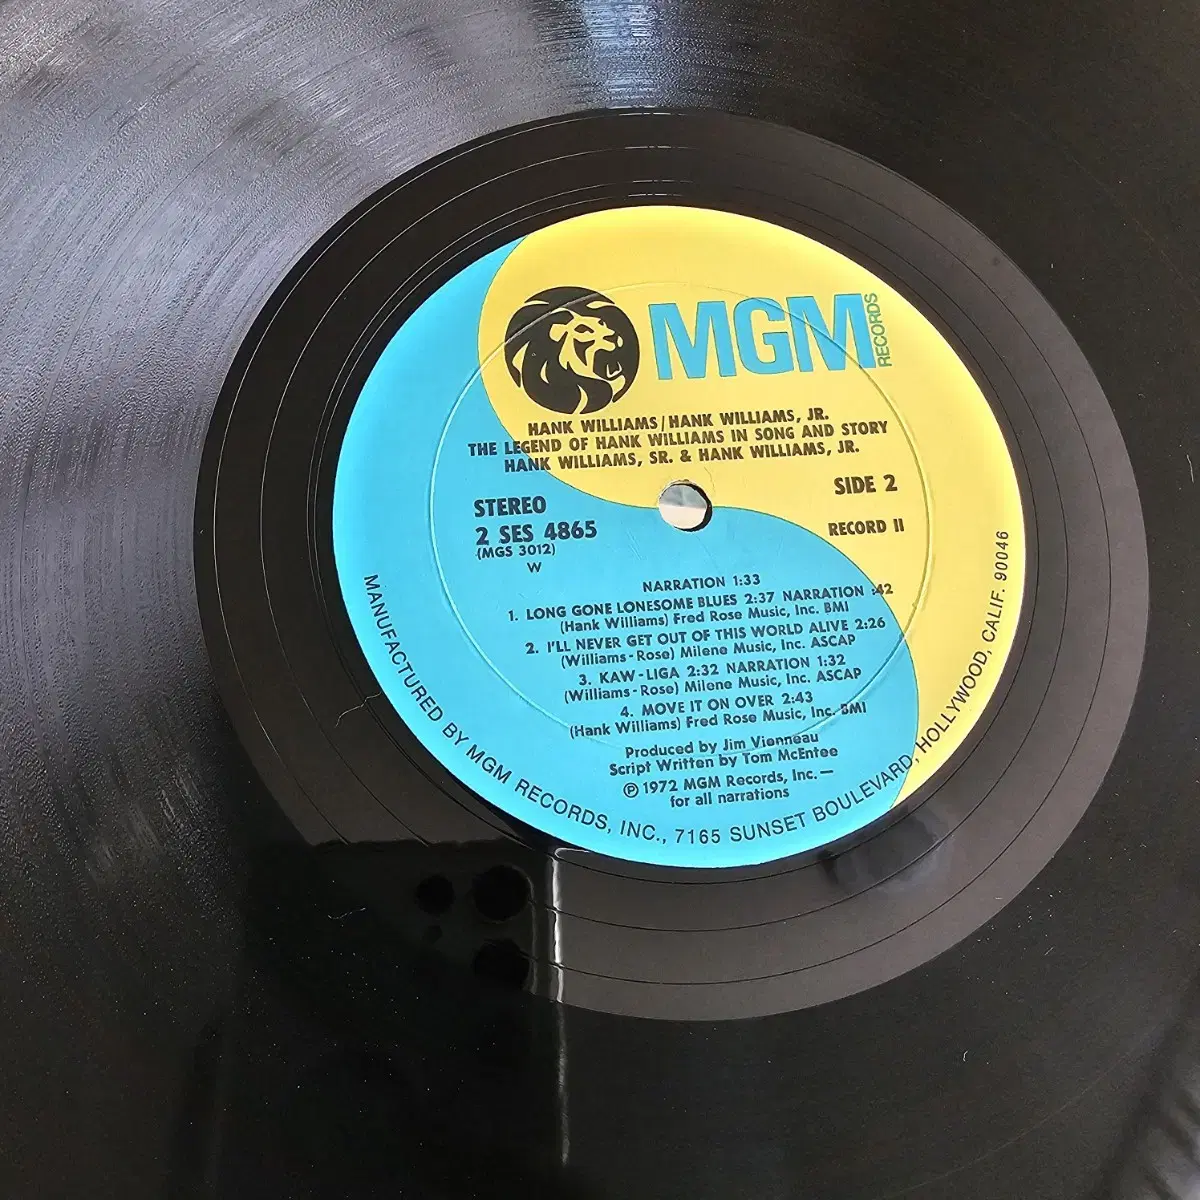 MGM RECORDS
HANK WILLIAMS/HANK WILLIAMS, JR.
THE LEGEND OF HANK WILLIAMS IN SONG AND STORY
HANK WILLIAMS, SR. & HANK WILLIAMS, JR.
STEREO
SIDE 2
2 SES 4865
RECORD II
(MGS 3012)
W
NARRATION 1:33
1. LONG GONE LONESOME BLUES 2:37 NARRATION :42
(Hank Williams) Fred Rose Music, Inc. BMI
2. I'LL NEVER GET OUT OF THIS WORLD ALIVE 2:26
(Williams-Rose) Milene Music, Inc. ASCAP
3. KAW-LIGA 2:32 NARRATION 1:32
(Williams-Rose) Milene Music, Inc. ASCAP
4. MOVE IT ON OVER 2:43
(Hank Williams) Fred Rose Music, Inc. BMI
Produced by Jim Vienneau
Script Written by Tom McEntee
Ⓟ 1972 MGM Records, Inc.—
for all narrations
MANUFACTURED BY MGM RECORDS, INC., 7165 SUNSET BOULEVARD, HOLLYWOOD, CALIF. 90046